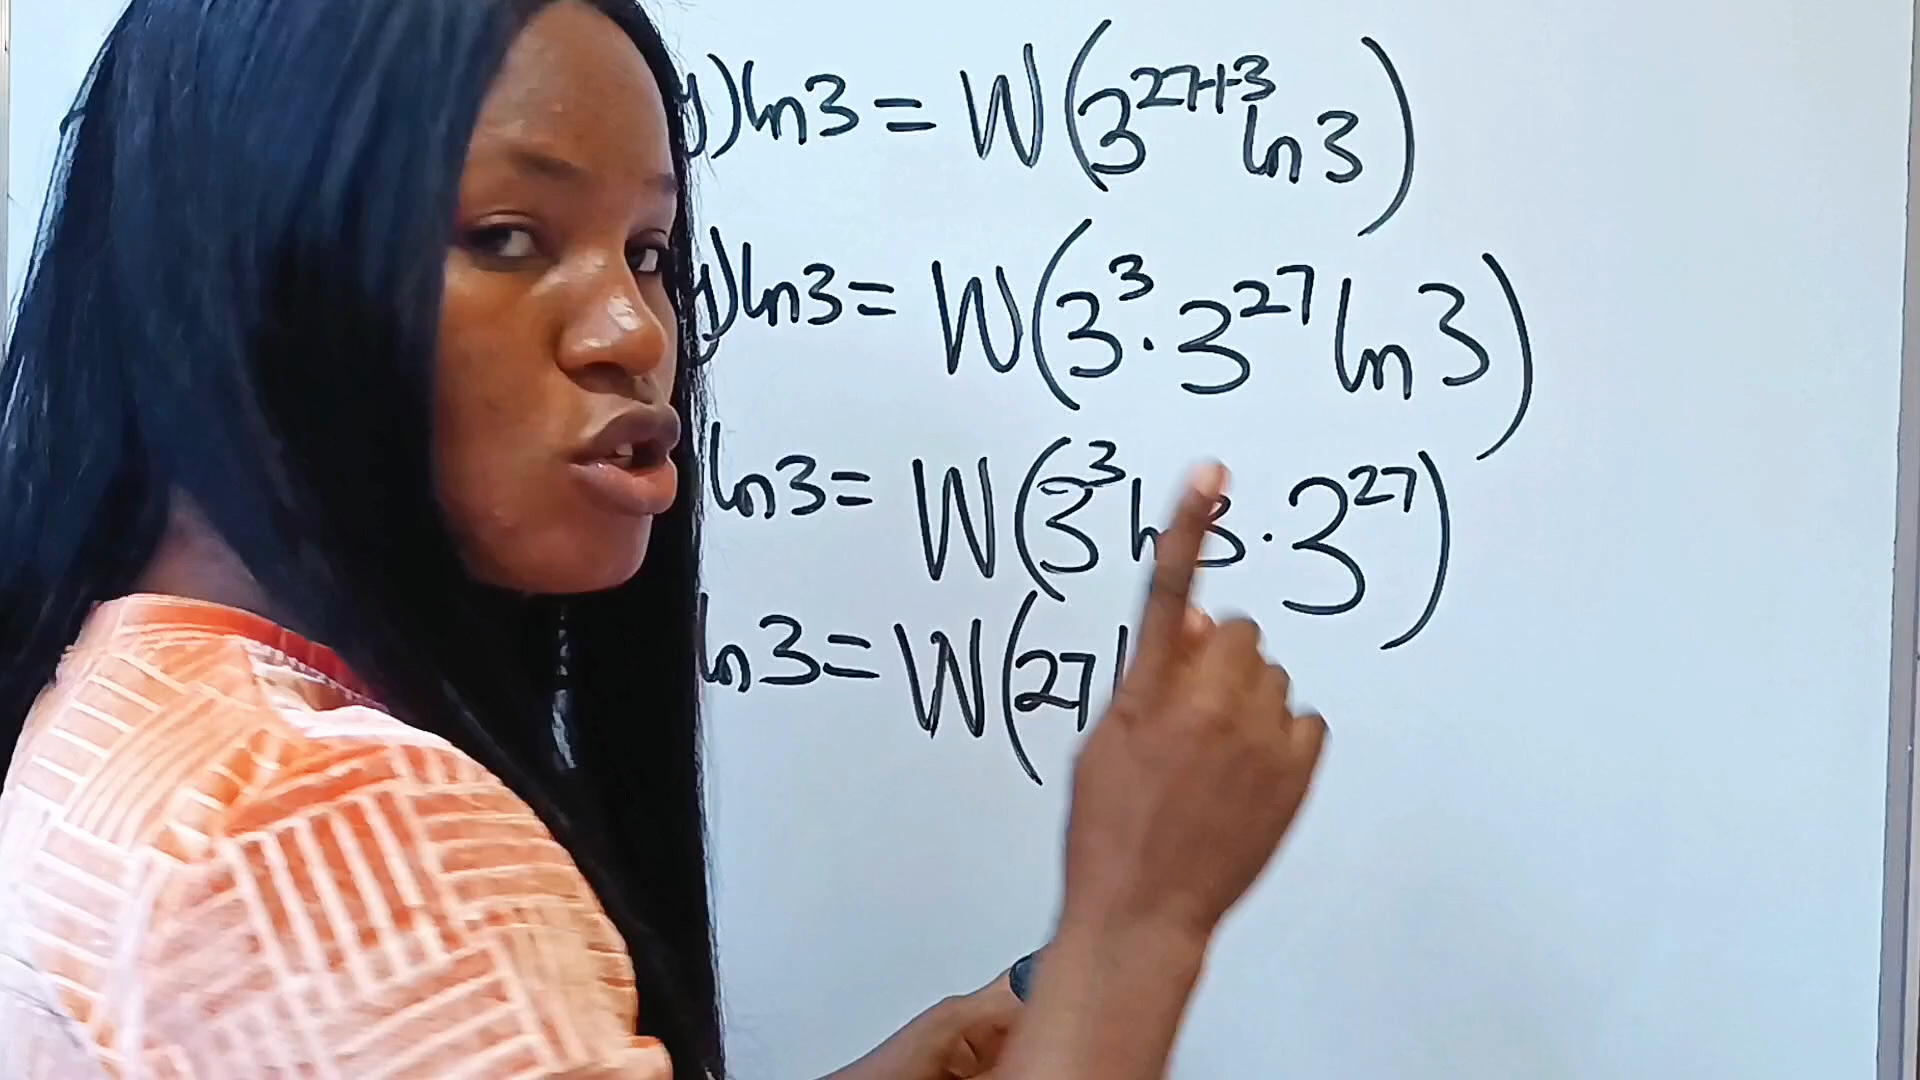 y)ln3 = W(3^27+3 ln3)
y)ln3 = W(3^3·3^27 ln3)
ln3 = W(3^3 ln3·3^27)
ln3 = W(27